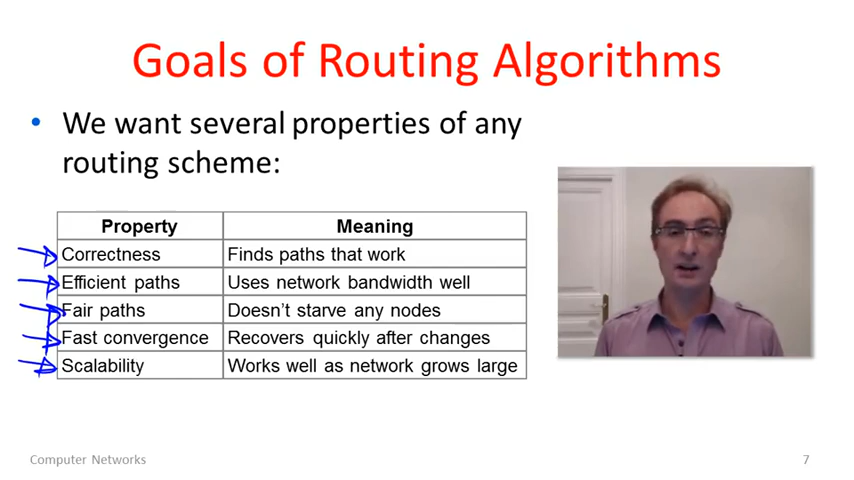 Goals of Routing Algorithms
• We want several properties of any
routing scheme:
Property Meaning
Correctness Finds paths that work
Efficient paths Uses network bandwidth well
Fair paths Doesn't starve any nodes
Fast convergence Recovers quickly after changes
Scalability Works well as network grows large
Computer Networks 7